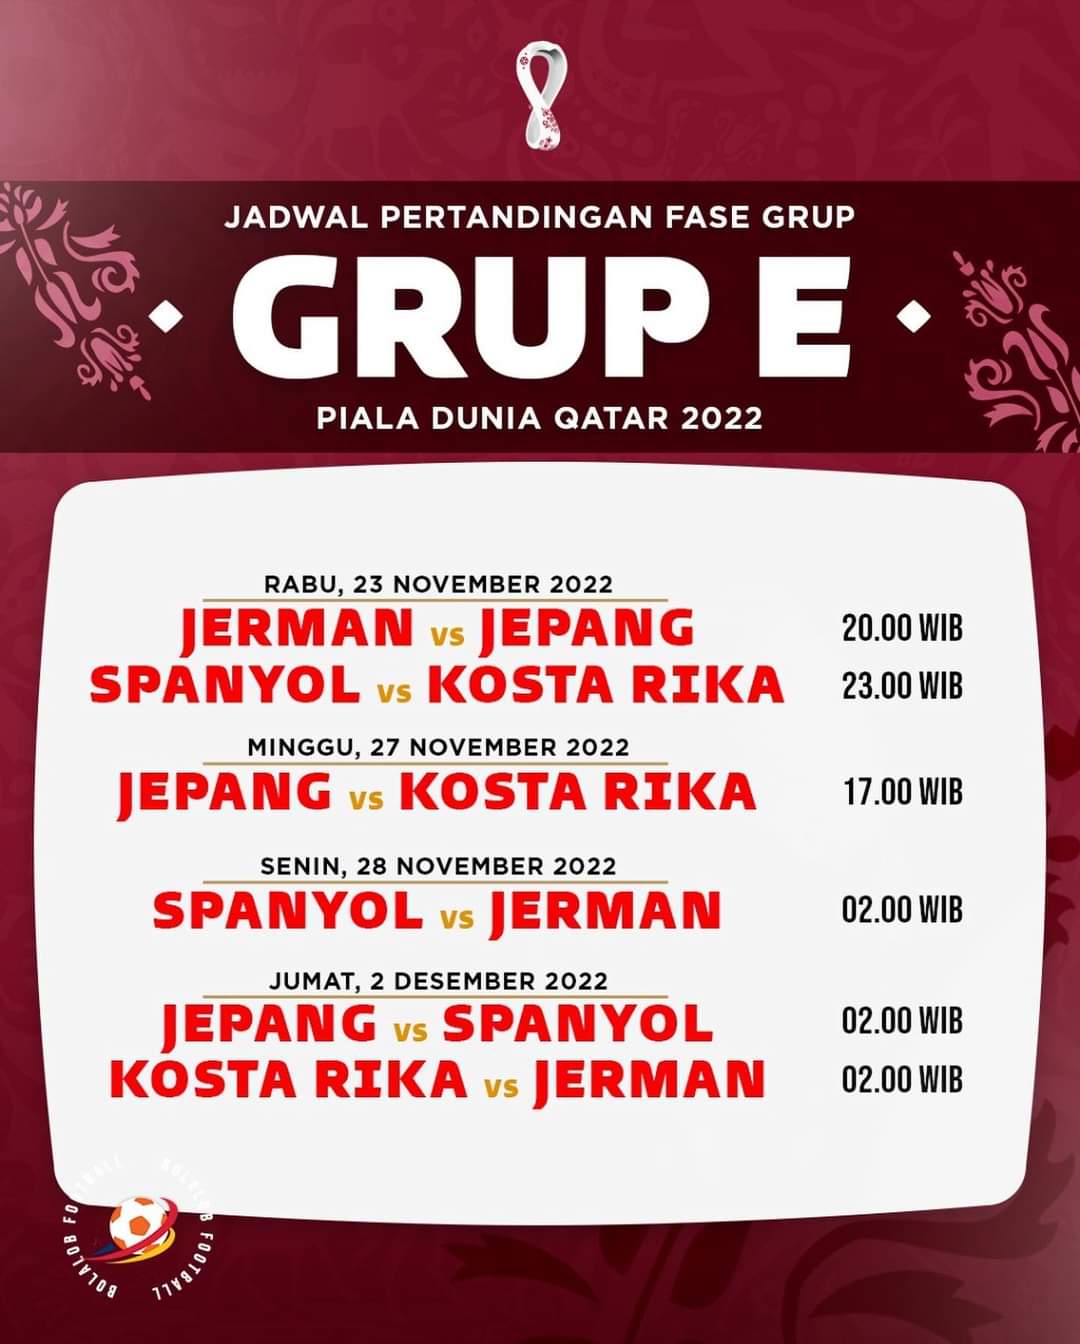 JADWAL PERTANDINGAN FASE GRUP
GRUP E
PIALA DUNIA QATAR 2022
RABU, 23 NOVEMBER 2022
JERMAN vs JEPANG 20.00 WIB
SPANYOL vs KOSTA RIKA 23.00 WIB
MINGGU, 27 NOVEMBER 2022
JEPANG vs KOSTA RIKA 17.00 WIB
SENIN, 28 NOVEMBER 2022
SPANYOL vs JERMAN 02.00 WIB
JUMAT, 2 DESEMBER 2022
JEPANG vs SPANYOL 02.00 WIB
KOSTA RIKA vs JERMAN 02.00 WIB
BOLALOB FOOTBALL
BOLALOB FOOTBALL